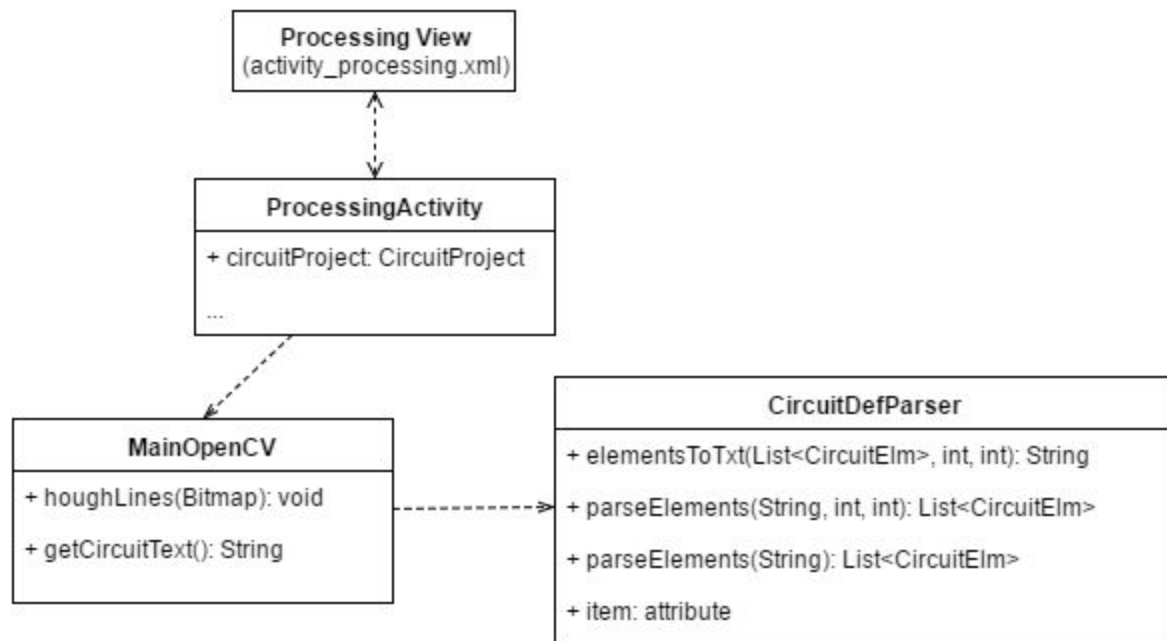 Processing View
(activity_processing.xml)
ProcessingActivity
+ circuitProject: CircuitProject
...
MainOpenCV
+ houghLines(Bitmap): void
+ getCircuitText(): String
CircuitDefParser
+ elementsToTxt(List<CircuitElm>, int, int): String
+ parseElements(String, int, int): List<CircuitElm>
+ parseElements(String): List<CircuitElm>
+ item: attribute